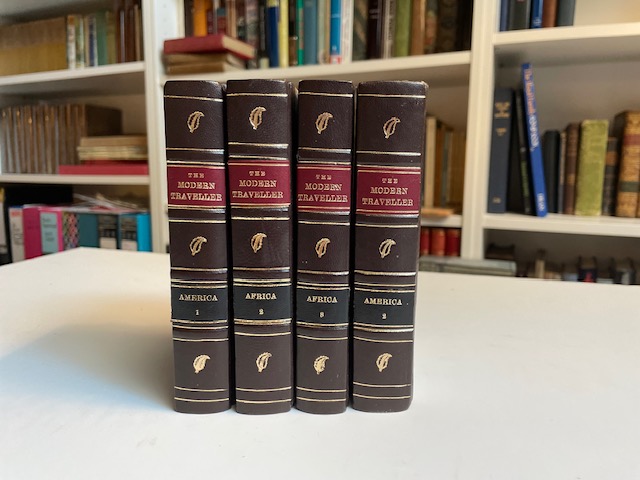 THE
MODERN
TRAVELLER
AMERICA
1
THE
MODERN
TRAVELLER
AFRICA
2
THE
MODERN
TRAVELLER
AFRICA
3
THE
MODERN
TRAVELLER
AMERICA
2